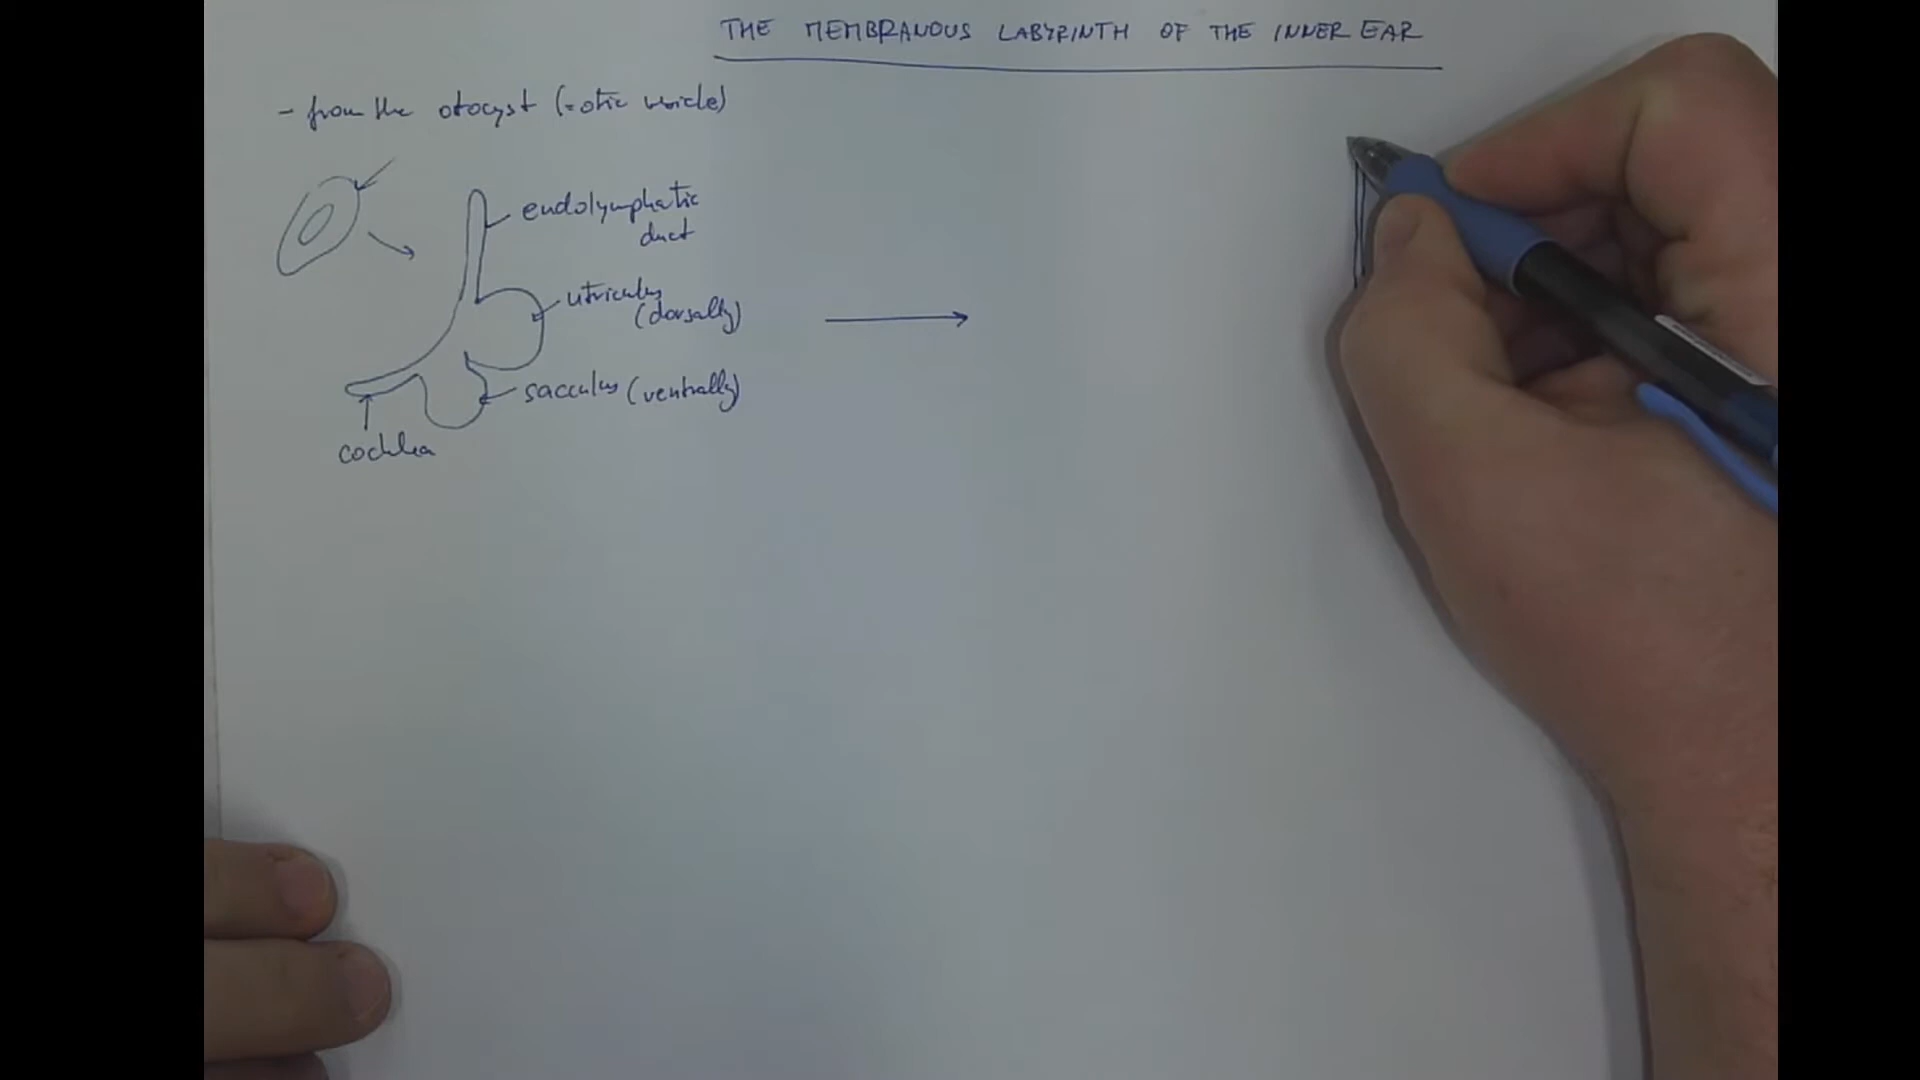 THE MEMBRANOUS LABYRINTH OF THE INNER EAR
- from the otocyst (= otic vesicle)
endolymphatic
duct
utriculus
(dorsally)
sacculus (ventrally)
cochlea